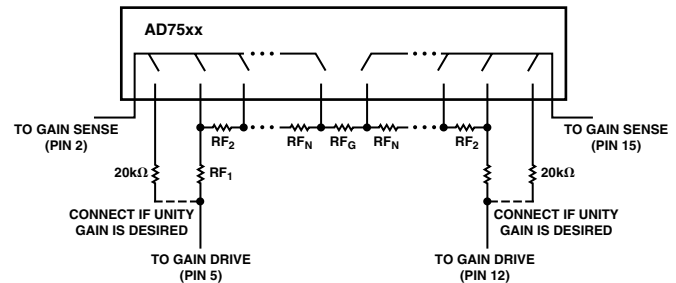 AD75xx
TO GAIN SENSE
(PIN 2)
RF2
RFN
RFG
RFN
RF2
TO GAIN SENSE
(PIN 15)
20kΩ
RF1
20kΩ
CONNECT IF UNITY
GAIN IS DESIRED
CONNECT IF UNITY
GAIN IS DESIRED
TO GAIN DRIVE
(PIN 5)
TO GAIN DRIVE
(PIN 12)